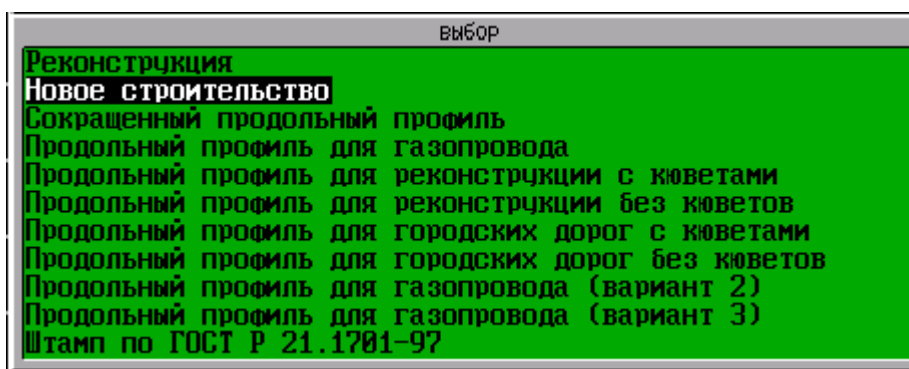 выбор
Реконструкция
Новое строительство
Сокращенный продольный профиль
Продольный профиль для газопровода
Продольный профиль для реконструкции с кюветами
Продольный профиль для реконструкции без кюветов
Продольный профиль для городских дорог с кюветами
Продольный профиль для городских дорог без кюветов
Продольный профиль для газопровода (вариант 2)
Продольный профиль для газопровода (вариант 3)
Штамп по ГОСТ Р 21.1701-97